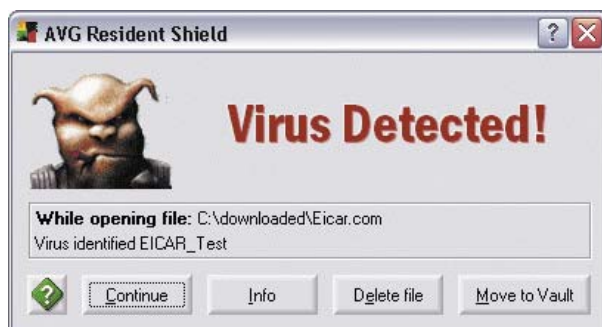 AVG Resident Shield
Virus Detected!
While opening file: C:\downloaded\Eicar.com
Virus identified EICAR_Test
Continue
Info
Delete file
Move to Vault